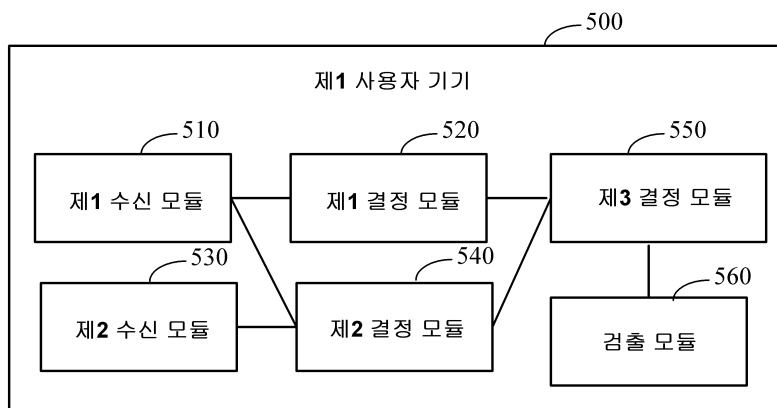 500
제1 사용자 기기
510
520
550
제1 수신 모듈
제1 결정 모듈
제3 결정 모듈
530
540
560
제2 수신 모듈
제2 결정 모듈
검출 모듈